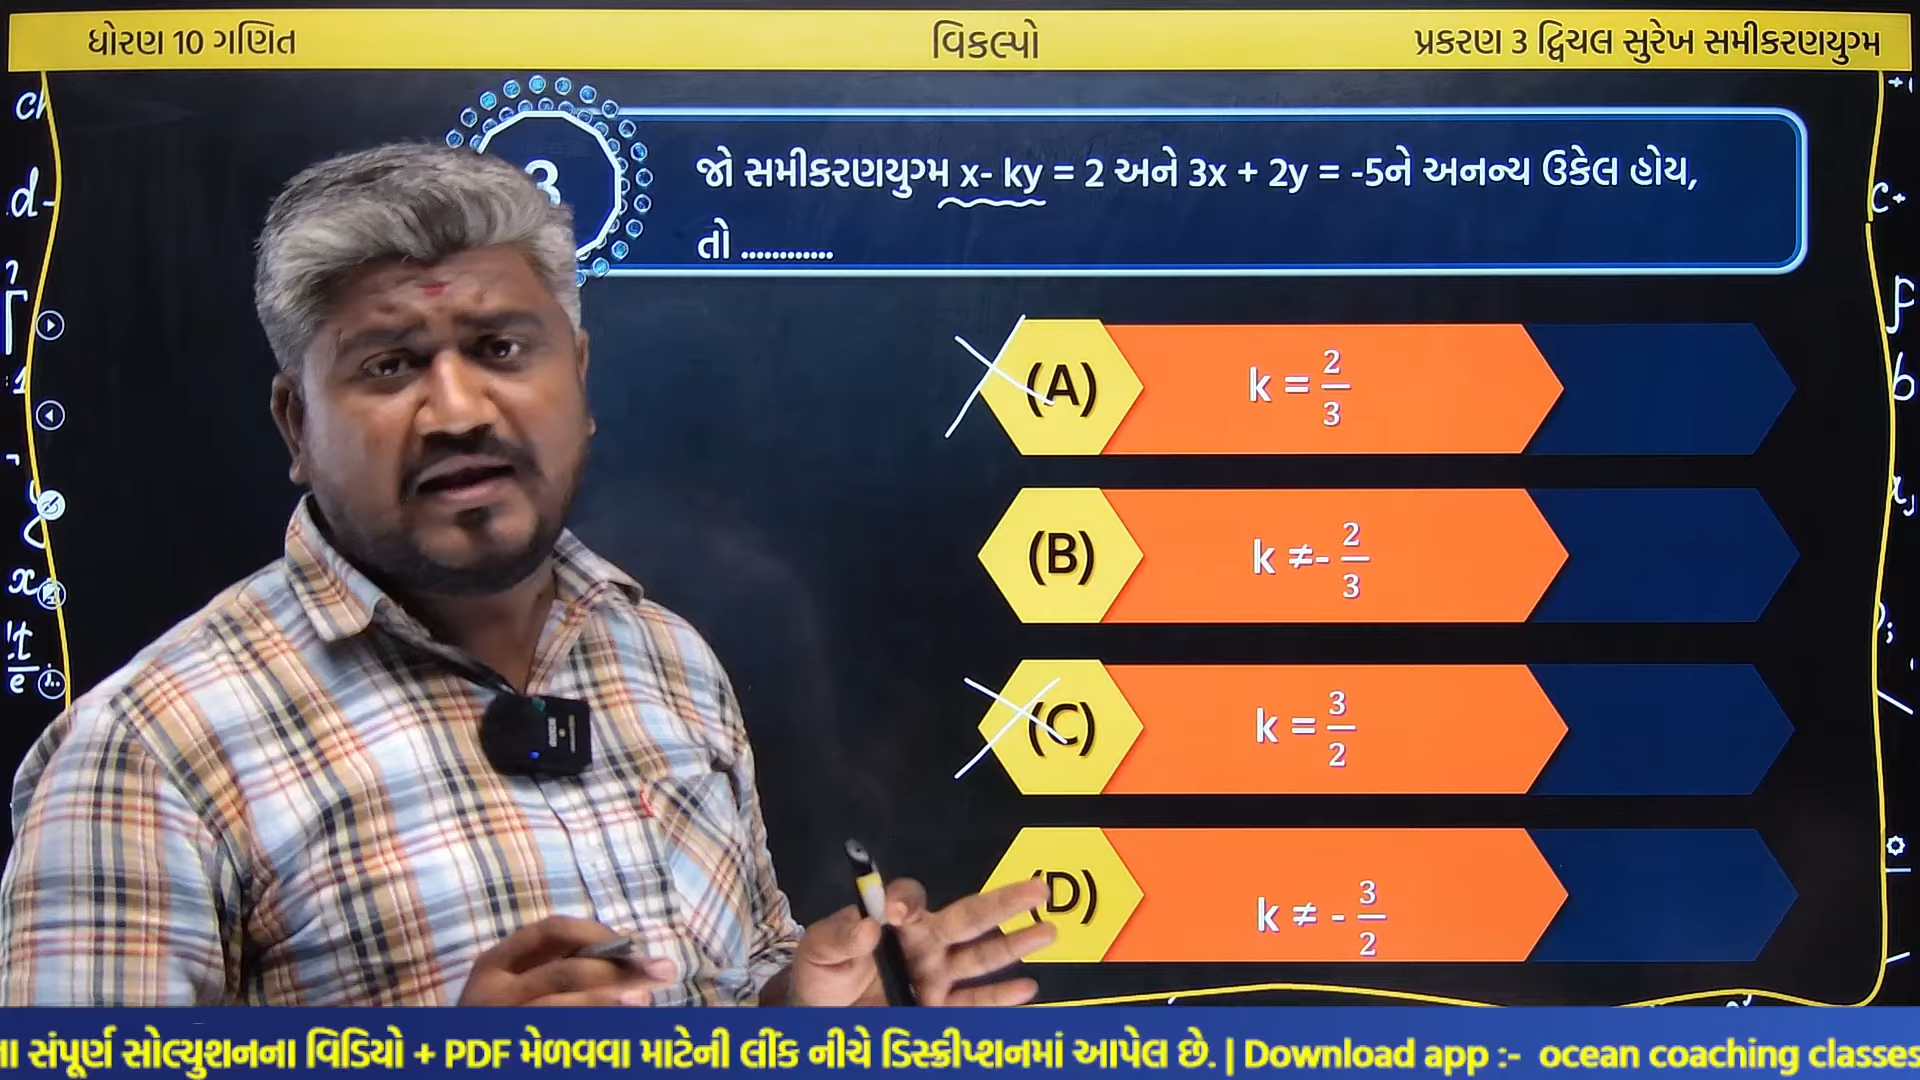 ધોરણ 10 ગણિત
વિકલ્પો
પ્રકરણ 3 દ્વિચલ સુરેખ સમીકરણયુગ્મ
3
જો સમીકરણયુગ્મ x- ky = 2 અને 3x + 2y = -5ને અનન્ય ઉકેલ હોય,
તો ............
(A) k = 2/3
(B) k ≠- 2/3
(C) k = 3/2
(D) k ≠ - 3/2
સંપૂર્ણ સોલ્યુશનના વિડિયો + PDF મેળવવા માટેની લીંક નીચે ડિસ્ક્રીપ્શનમાં આપેલ છે. | Download app :- ocean coaching classes